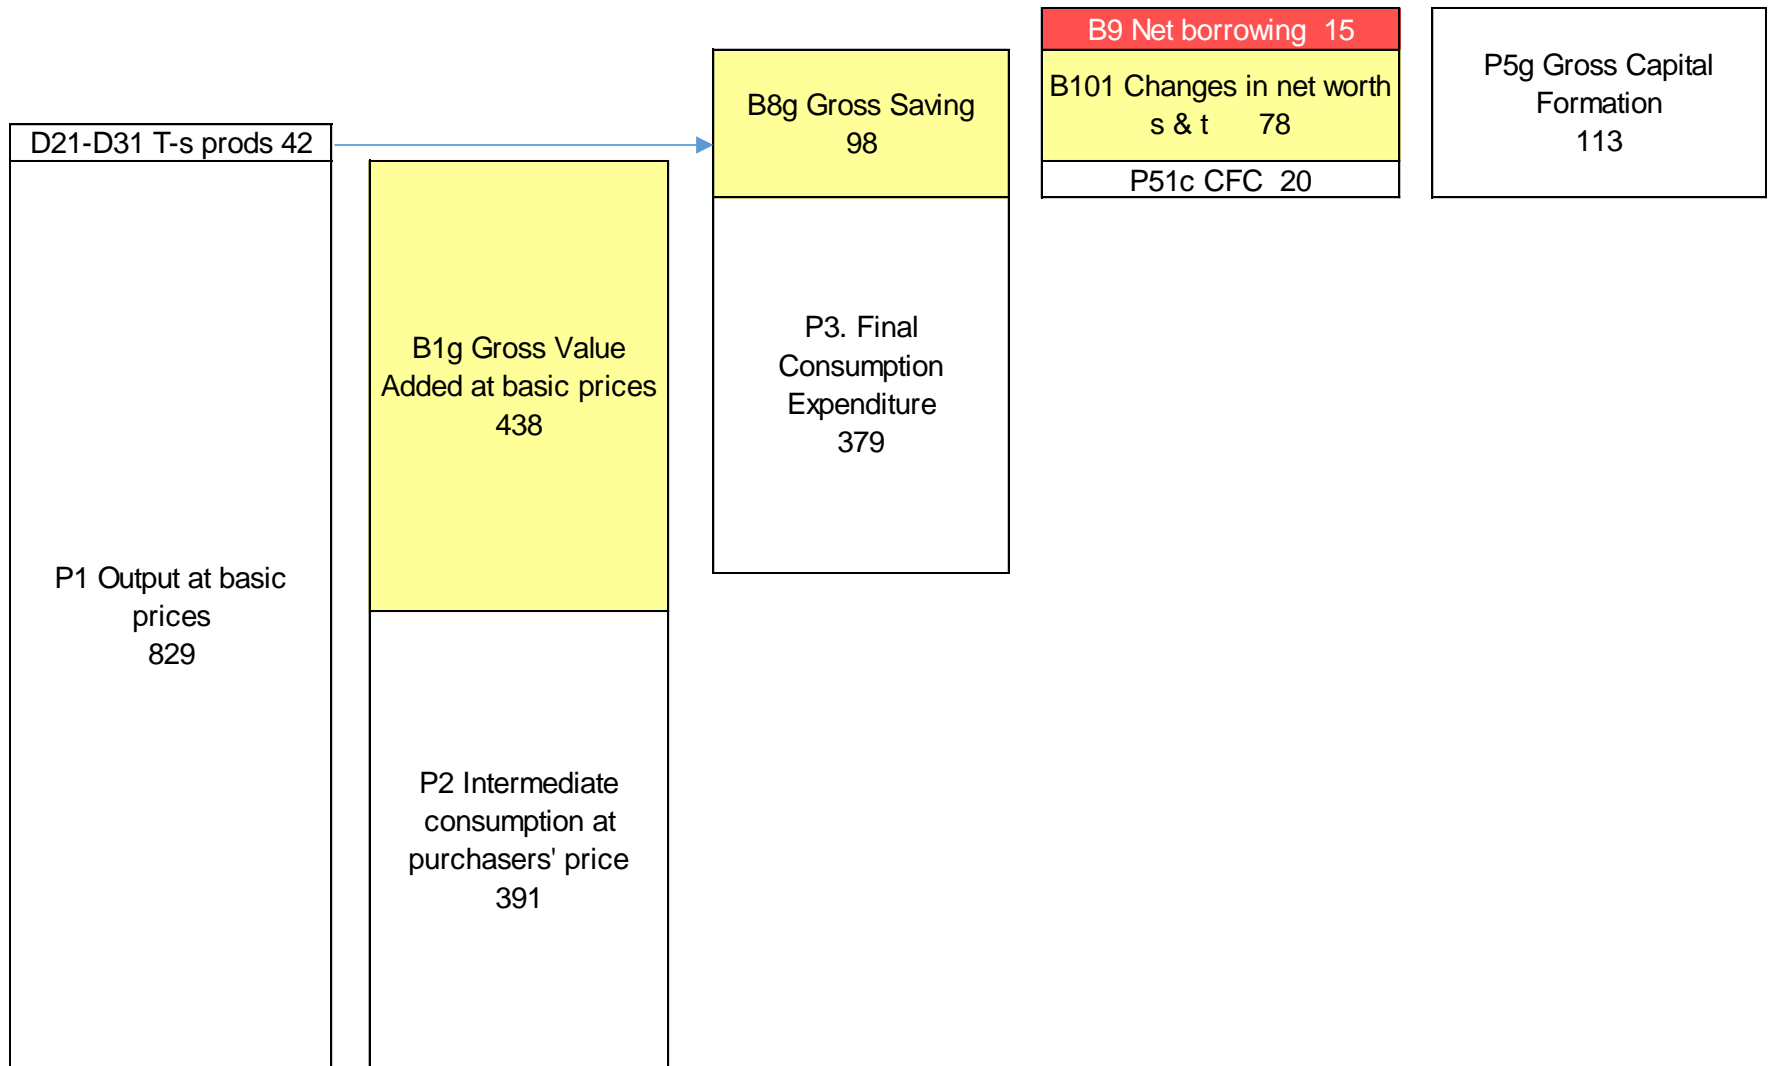 D21-D31 T-s prods 42
P1 Output at basic
prices
829
B1g Gross Value
Added at basic prices
438
P2 Intermediate
consumption at
purchasers' price
391
B8g Gross Saving
98
P3. Final
Consumption
Expenditure
379
B9 Net borrowing 15
B101 Changes in net worth
s & t 78
P51c CFC 20
P5g Gross Capital
Formation
113